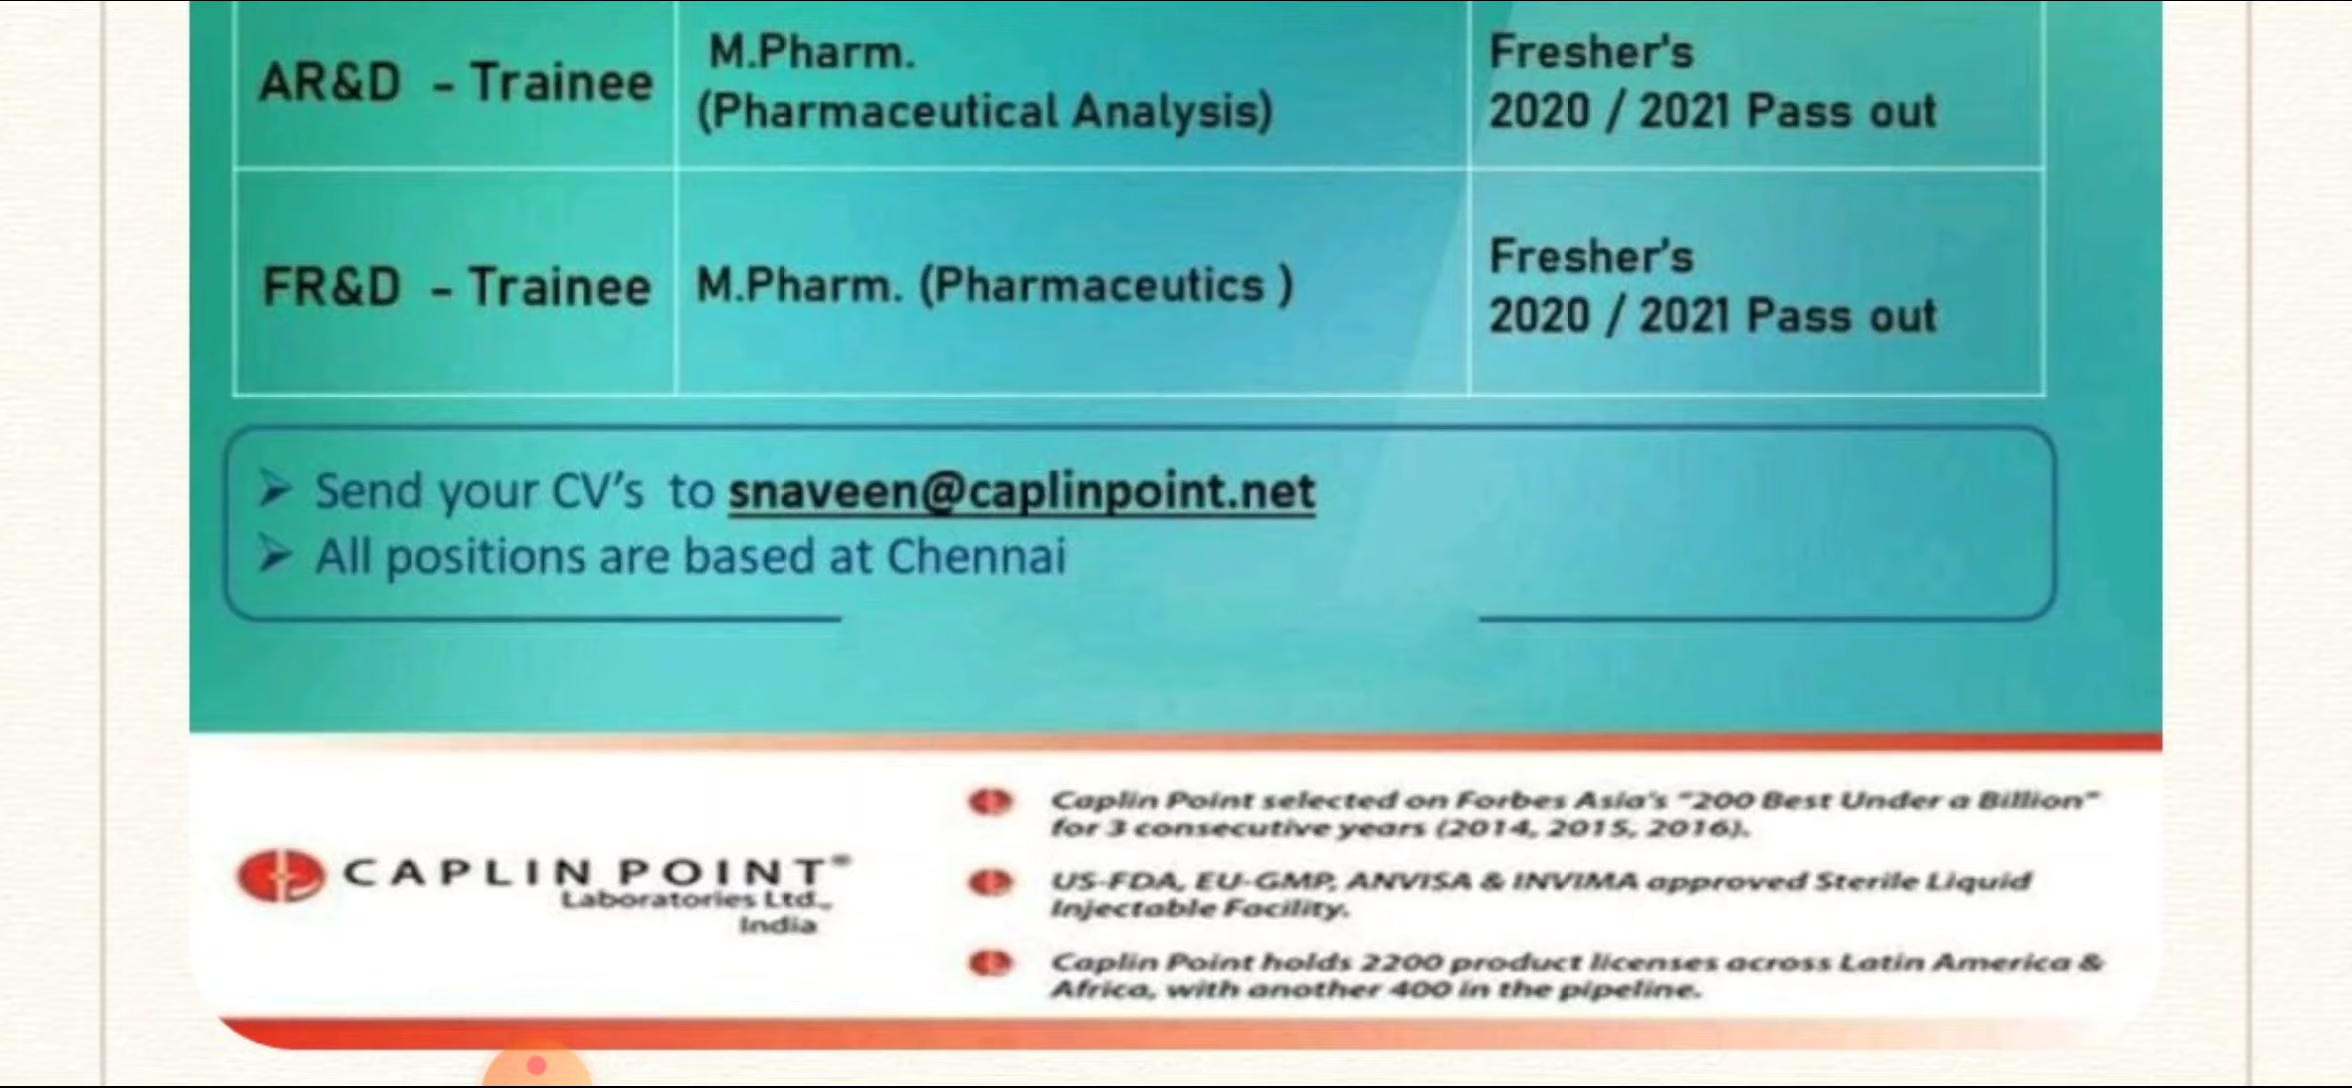 AR&D - Trainee
M.Pharm.
(Pharmaceutical Analysis)
Fresher's
2020 / 2021 Pass out
FR&D - Trainee
M.Pharm. (Pharmaceutics )
Fresher's
2020 / 2021 Pass out
Send your CV's to snaveen@caplinpoint.net
All positions are based at Chennai
CAPLIN POINT®
Laboratories Ltd.,
India
Caplin Point selected on Forbes Asia's "200 Best Under a Billion"
for 3 consecutive years (2014, 2015, 2016).
US-FDA, EU-GMP, ANVISA & INVIMA approved Sterile Liquid
Injectable Facility.
Caplin Point holds 2200 product licenses across Latin America &
Africa, with another 400 in the pipeline.